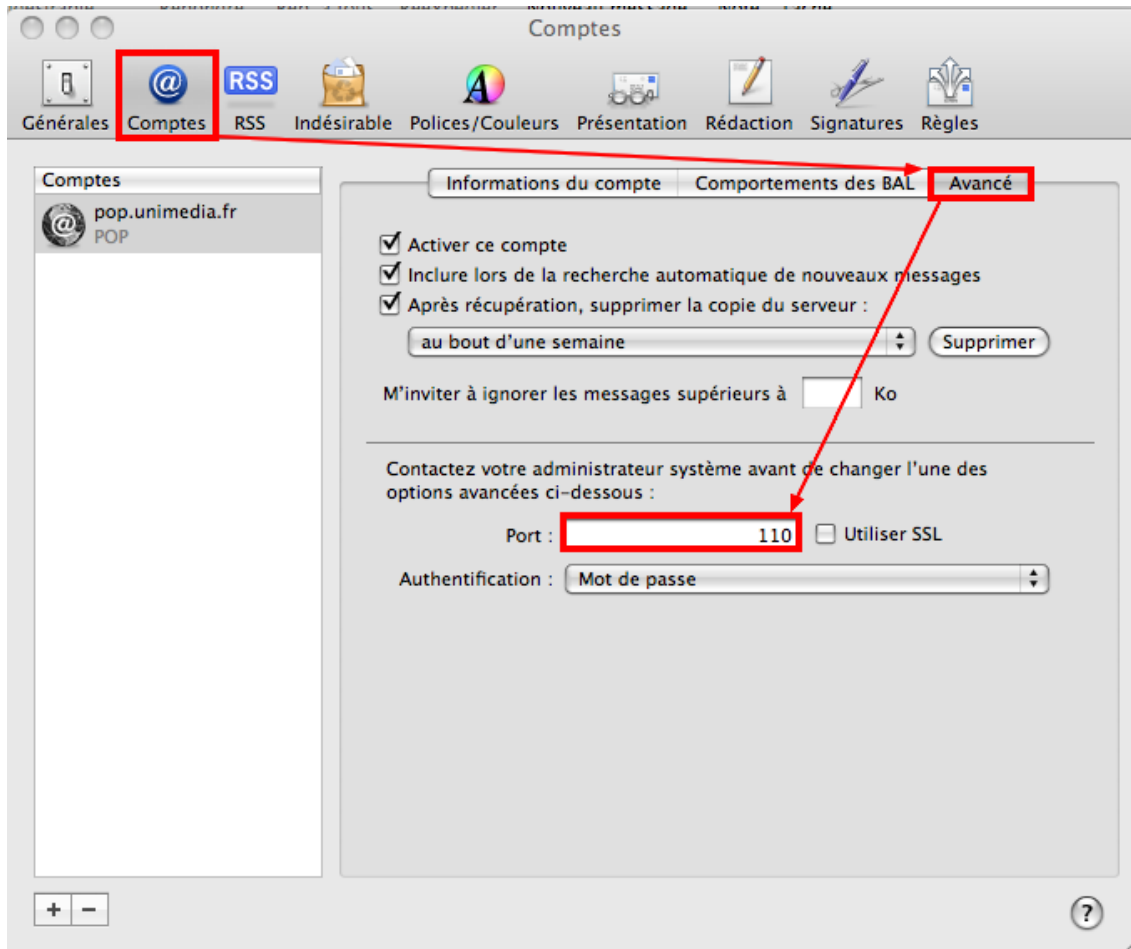 Comptes
Générales Comptes RSS Indésirable Polices/Couleurs Présentation Rédaction Signatures Règles
RSS
Comptes
pop.unimedia.fr
POP
Informations du compte Comportements des BAL Avancé
Activer ce compte
Inclure lors de la recherche automatique de nouveaux messages
Après récupération, supprimer la copie du serveur :
au bout d'une semaine Supprimer
M'inviter à ignorer les messages supérieurs à Ko
Contactez votre administrateur système avant de changer l'une des
options avancées ci-dessous :
Port : 110 Utiliser SSL
Authentification : Mot de passe
+ − ?